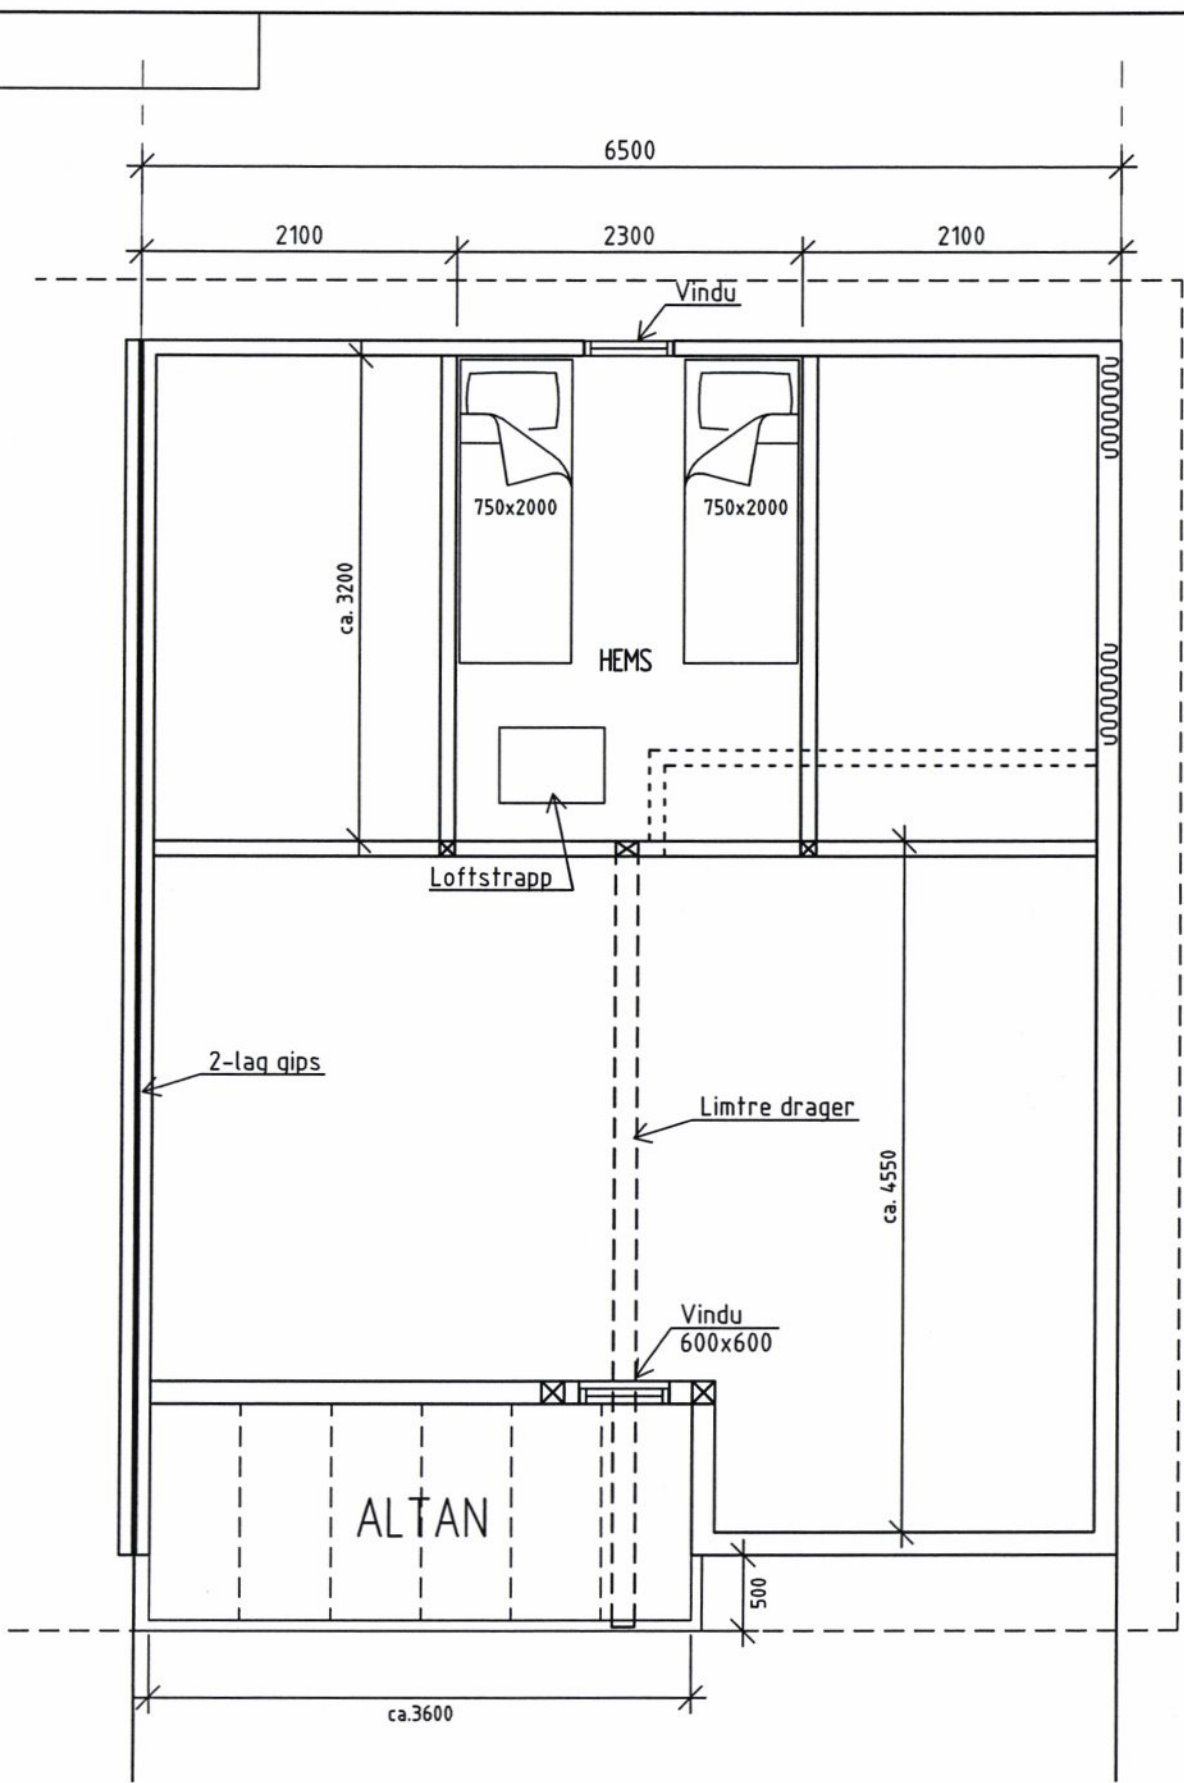 6500
2100
2300
2100
Vindu
750x2000
750x2000
ca. 3200
HEMS
Loftstrapp
2-lag gips
Limtre drager
ca. 4550
Vindu
600x600
ALTAN
500
ca.3600